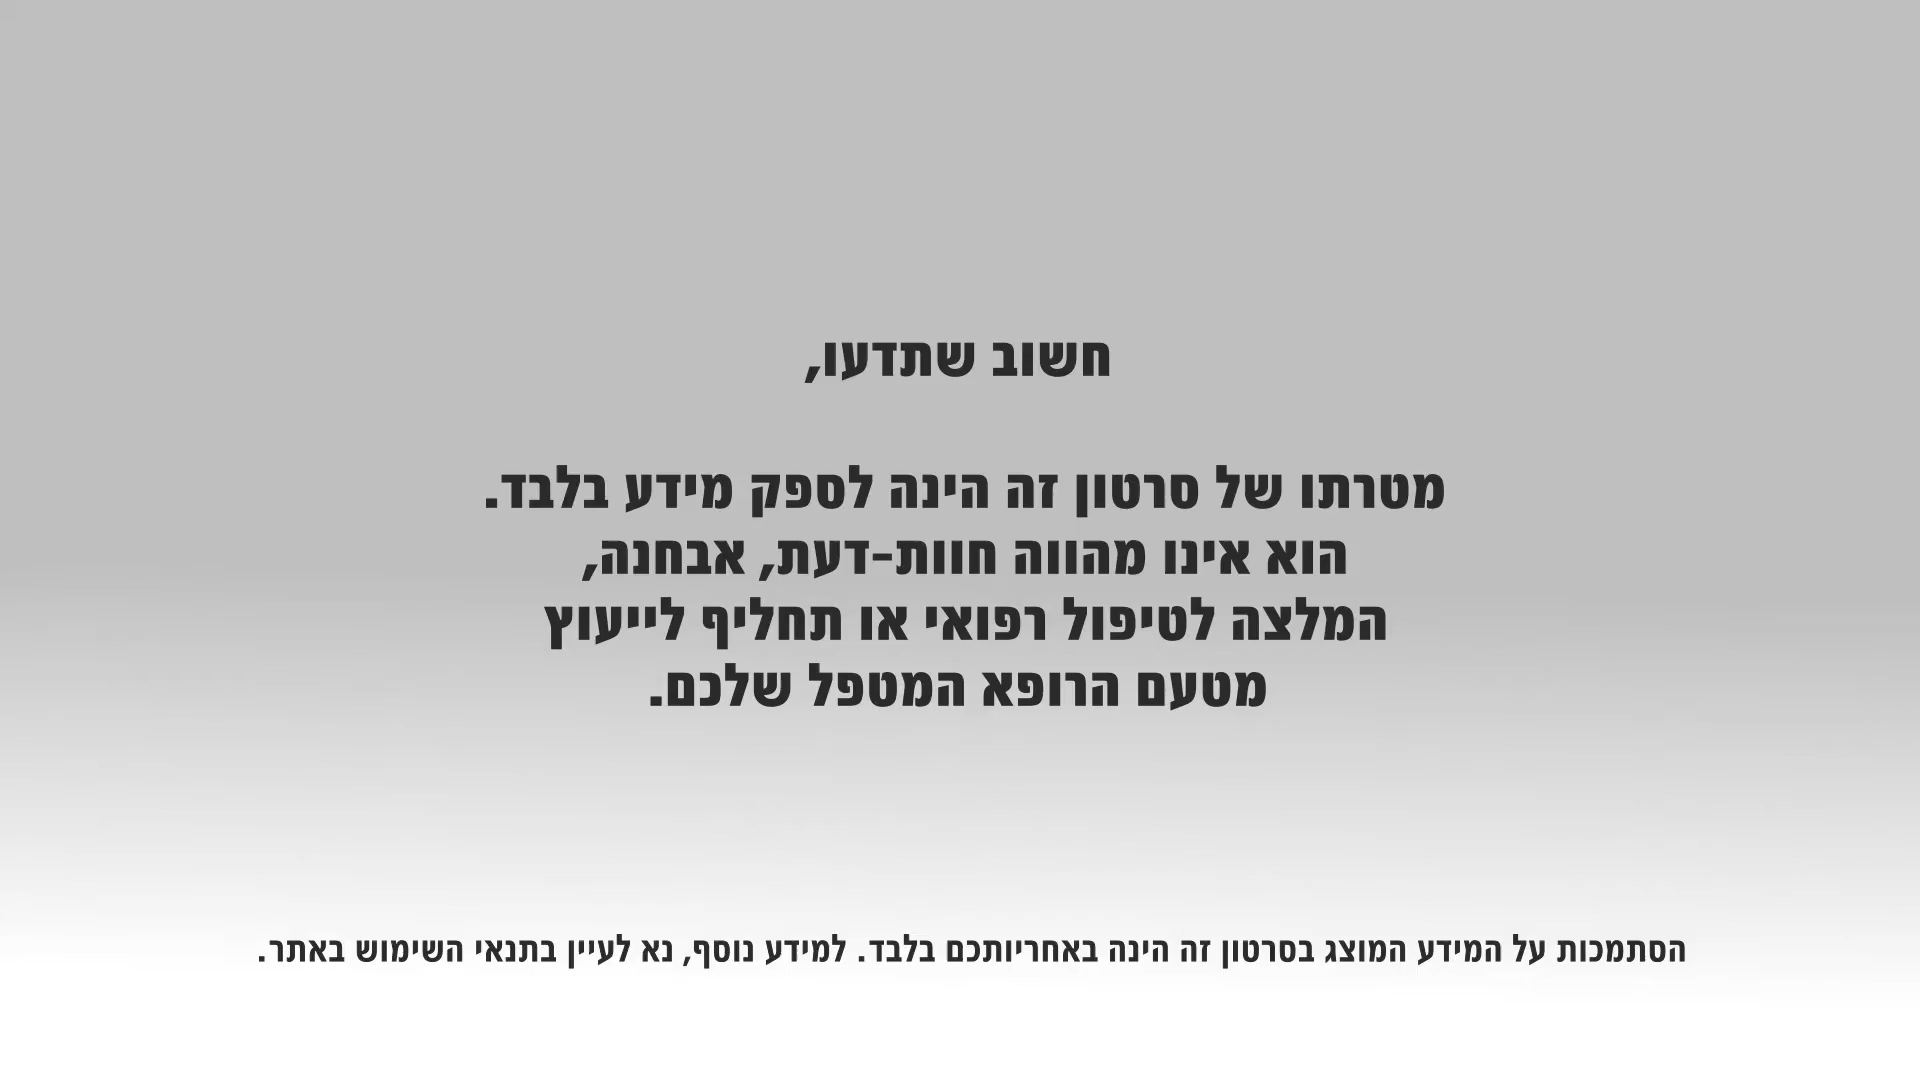 חשוב שתדעו,
מטרתו של סרטון זה הינה לספק מידע בלבד.
הוא אינו מהווה חוות-דעת, אבחנה,
המלצה לטיפול רפואי או תחליף לייעוץ
מטעם הרופא המטפל שלכם.
הסתמכות על המידע המוצג בסרטון זה הינה באחריותכם בלבד. למידע נוסף, נא לעיין בתנאי השימוש באתר.